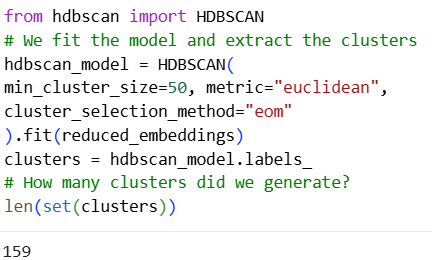 from hdbscan import HDBSCAN
# We fit the model and extract the clusters
hdbscan_model = HDBSCAN(
min_cluster_size=50, metric="euclidean",
cluster_selection_method="eom"
).fit(reduced_embeddings)
clusters = hdbscan_model.labels_
# How many clusters did we generate?
len(set(clusters))
159